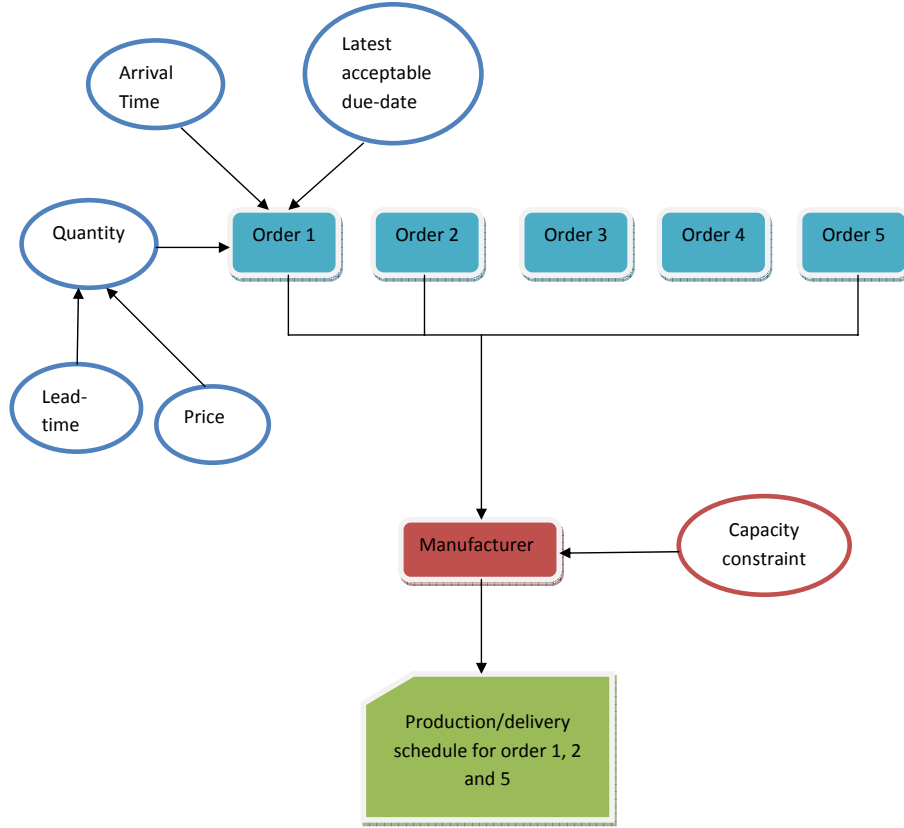 Arrival
Time
Latest
acceptable
due-date
Quantity
Order 1
Order 2
Order 3
Order 4
Order 5
Lead-
time
Price
Manufacturer
Capacity
constraint
Production/delivery
schedule for order 1, 2
and 5